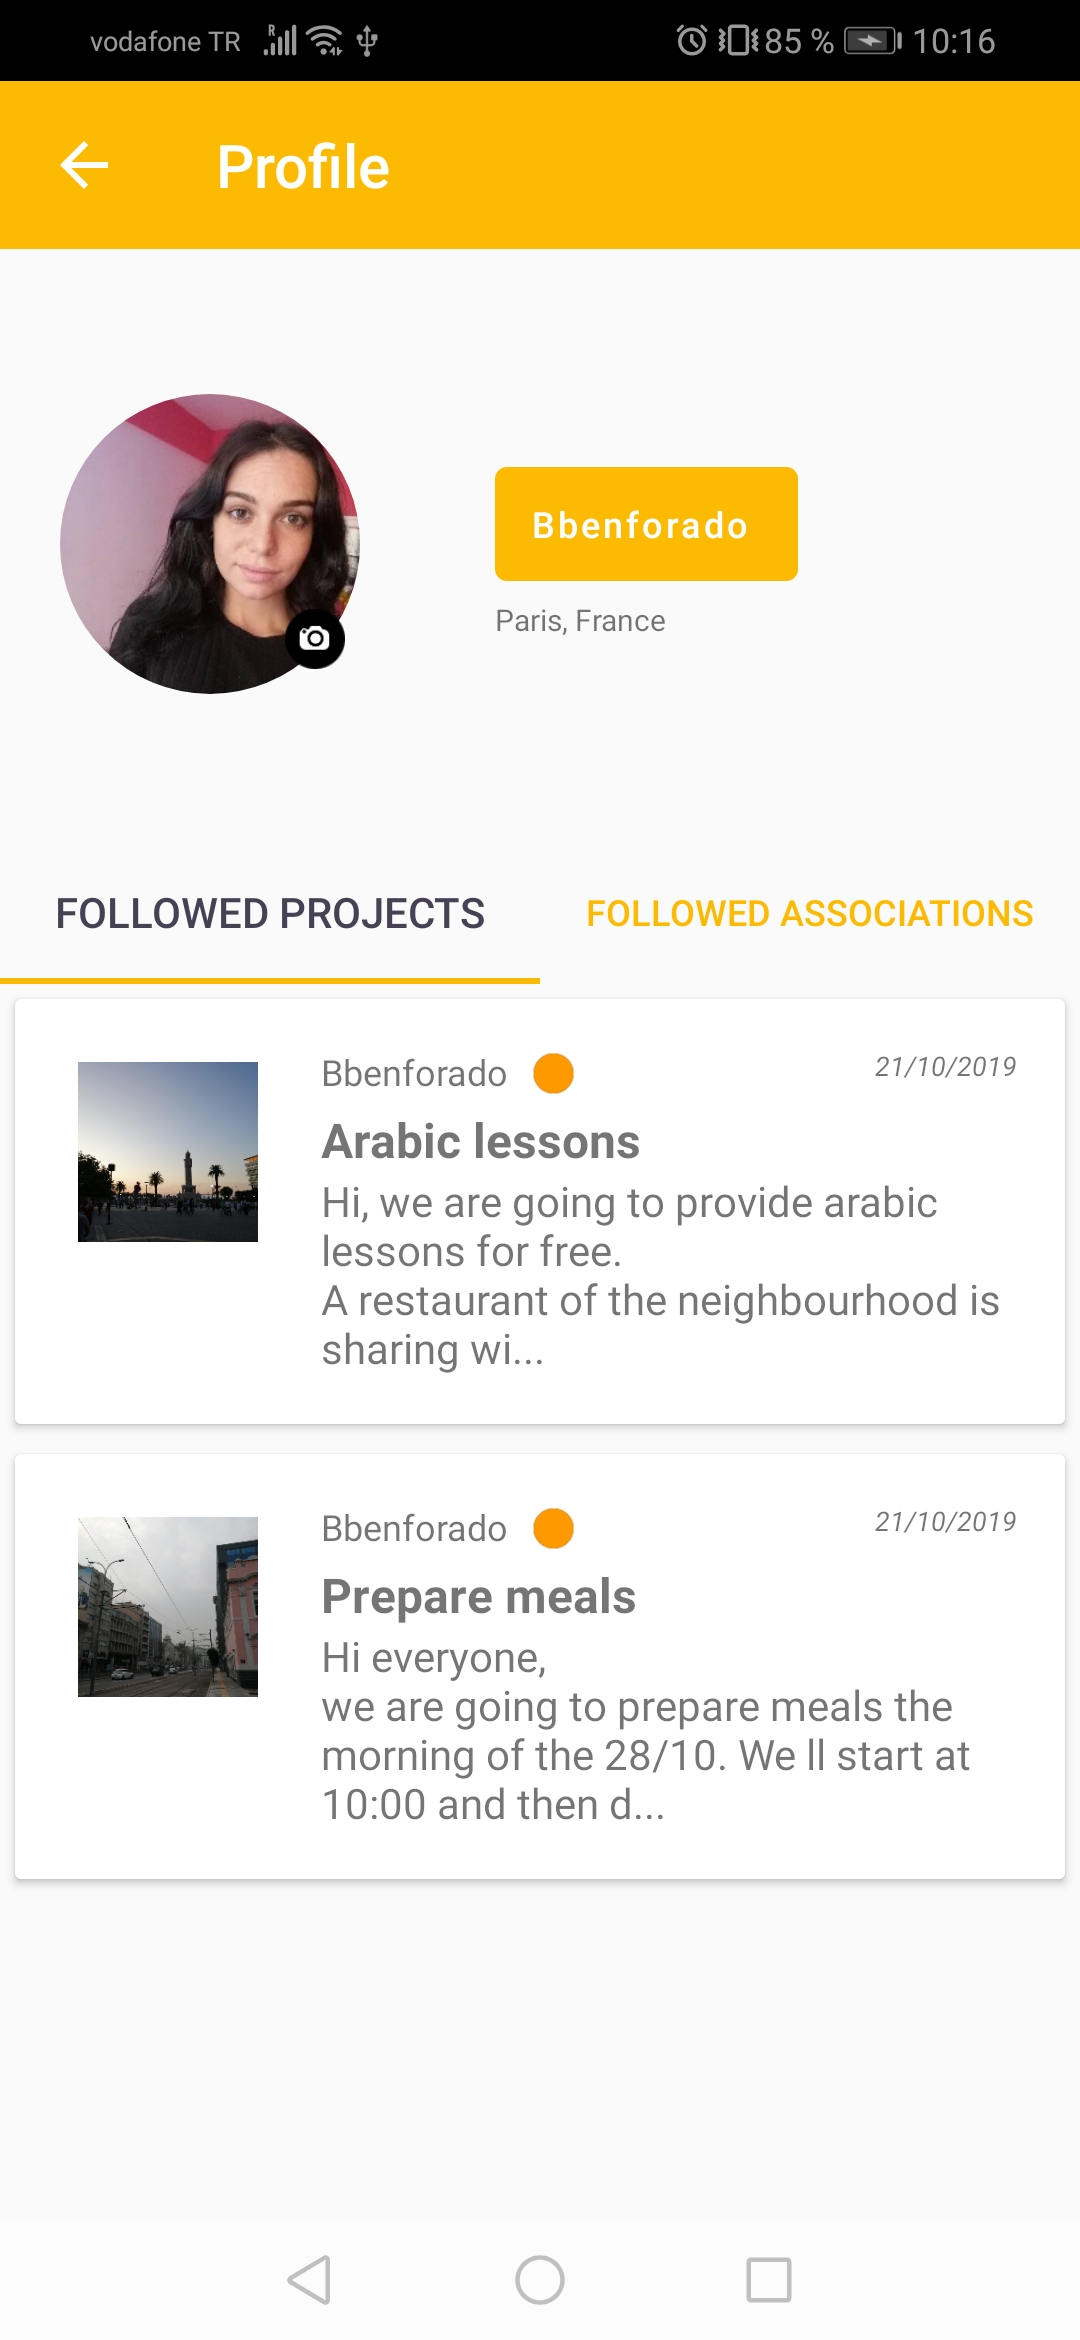 vodafone TR R 85 % 10:16
Profile
Bbenforado
Paris, France
FOLLOWED PROJECTS FOLLOWED ASSOCIATIONS
Bbenforado 21/10/2019
Arabic lessons
Hi, we are going to provide arabic
lessons for free.
A restaurant of the neighbourhood is
sharing wi...
Bbenforado 21/10/2019
Prepare meals
Hi everyone,
we are going to prepare meals the
morning of the 28/10. We ll start at
10:00 and then d...